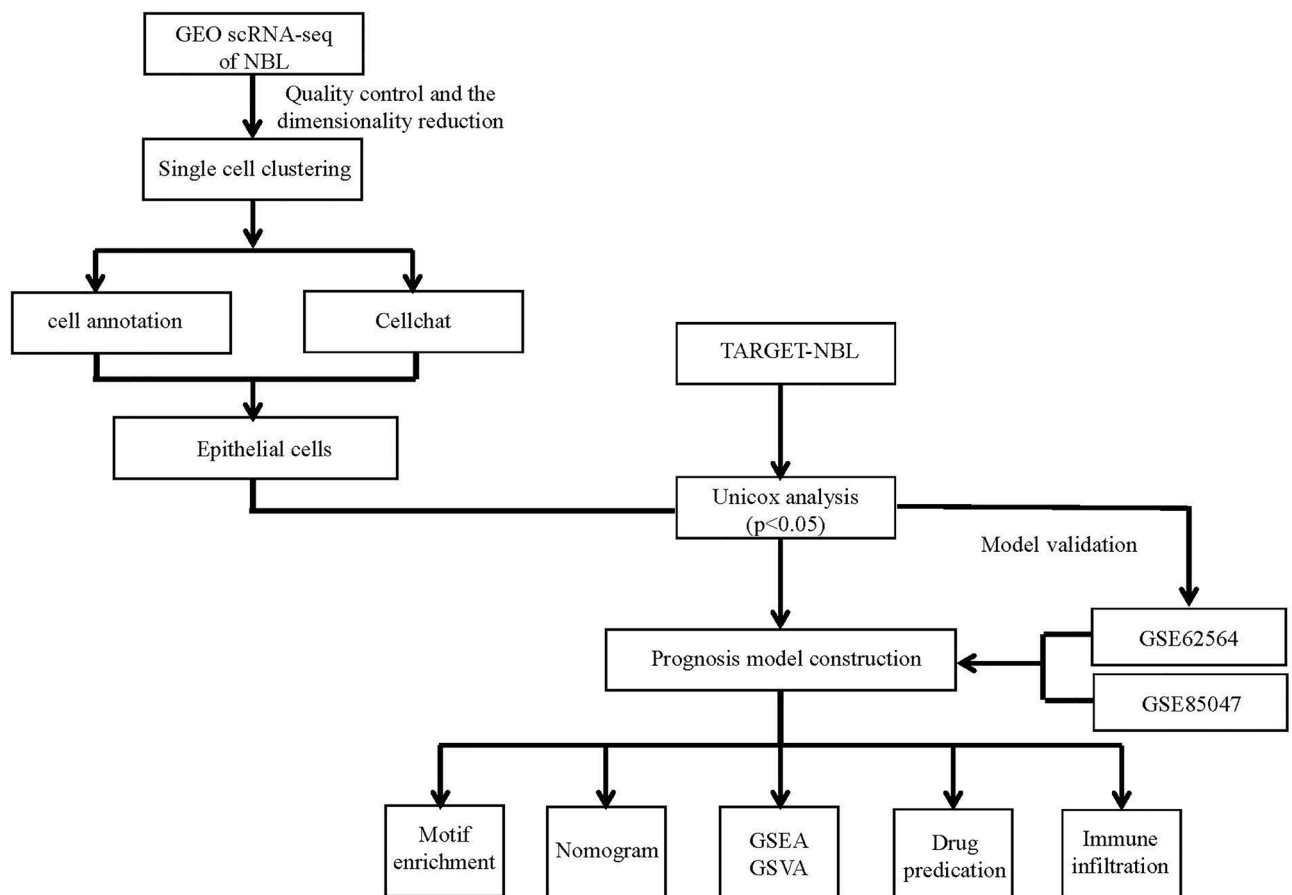 GEO scRNA-seq
of NBL
Quality control and the
dimensionality reduction
Single cell clustering
cell annotation
Cellchat
TARGET-NBL
Epithelial cells
Unicox analysis
(p<0.05)
Model validation
GSE62564
Prognosis model construction
GSE85047
Motif
enrichment
Nomogram
GSEA
GSVA
Drug
predication
Immune
infiltration